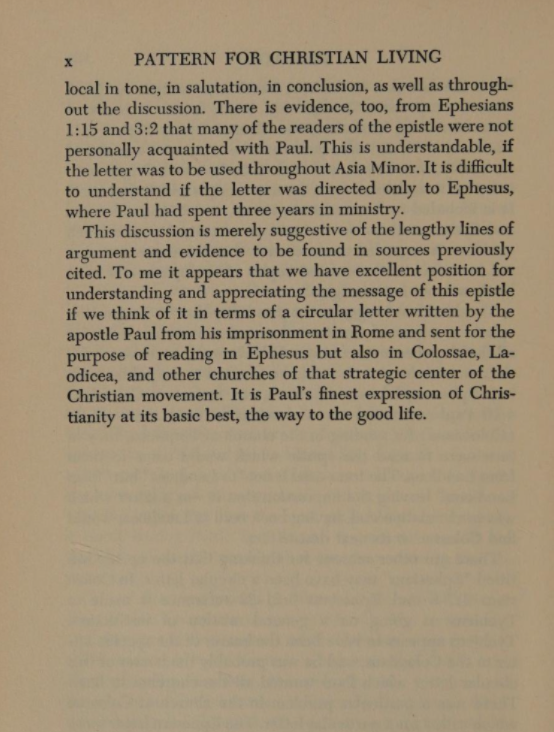 x PATTERN FOR CHRISTIAN LIVING
local in tone, in salutation, in conclusion, as well as through-
out the discussion. There is evidence, too, from Ephesians
1:15 and 3:2 that many of the readers of the epistle were not
personally acquainted with Paul. This is understandable, if
the letter was to be used throughout Asia Minor. It is difficult
to understand if the letter was directed only to Ephesus,
where Paul had spent three years in ministry.
This discussion is merely suggestive of the lengthy lines of
argument and evidence to be found in sources previously
cited. To me it appears that we have excellent position for
understanding and appreciating the message of this epistle
if we think of it in terms of a circular letter written by the
apostle Paul from his imprisonment in Rome and sent for the
purpose of reading in Ephesus but also in Colossae, La-
odicea, and other churches of that strategic center of the
Christian movement. It is Paul's finest expression of Chris-
tianity at its basic best, the way to the good life.